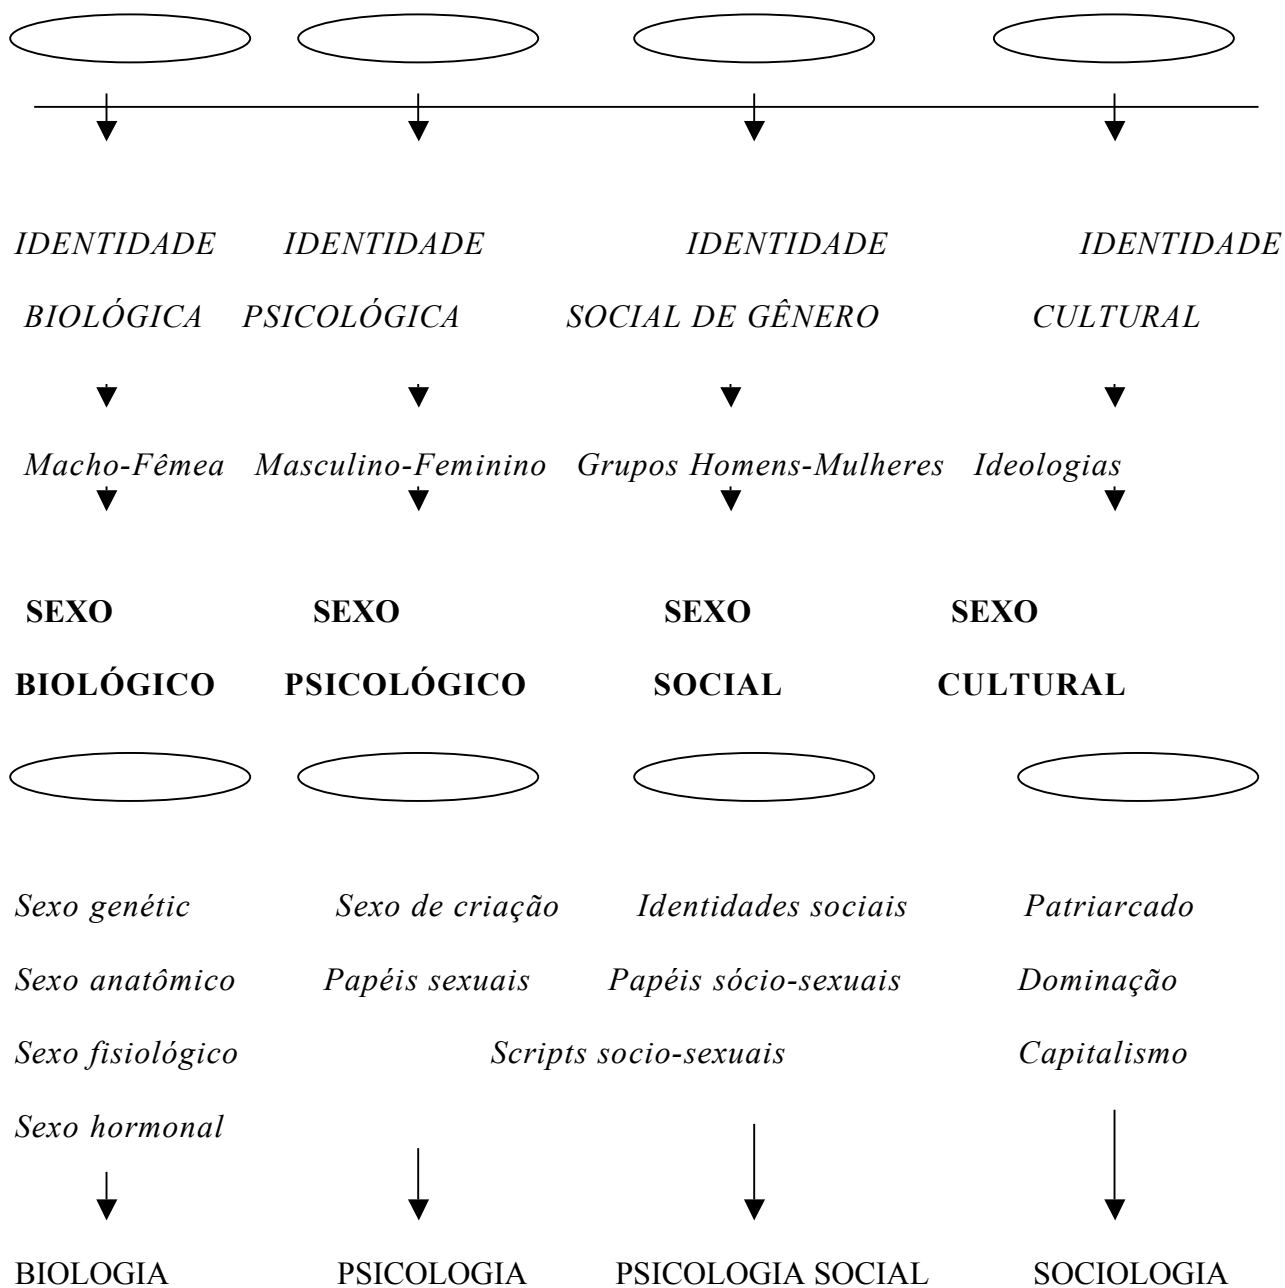 IDENTIDADE IDENTIDADE IDENTIDADE IDENTIDADE
BIOLÓGICA PSICOLÓGICA SOCIAL DE GÊNERO CULTURAL
Macho-Fêmea Masculino-Feminino Grupos Homens-Mulheres Ideologias
SEXO SEXO SEXO SEXO
BIOLÓGICO PSICOLÓGICO SOCIAL CULTURAL
Sexo genétic Sexo de criação Identidades sociais Patriarcado
Sexo anatômico Papéis sexuais Papéis sócio-sexuais Dominação
Sexo fisiológico Scripts socio-sexuais Capitalismo
Sexo hormonal
BIOLOGIA PSICOLOGIA PSICOLOGIA SOCIAL SOCIOLOGIA